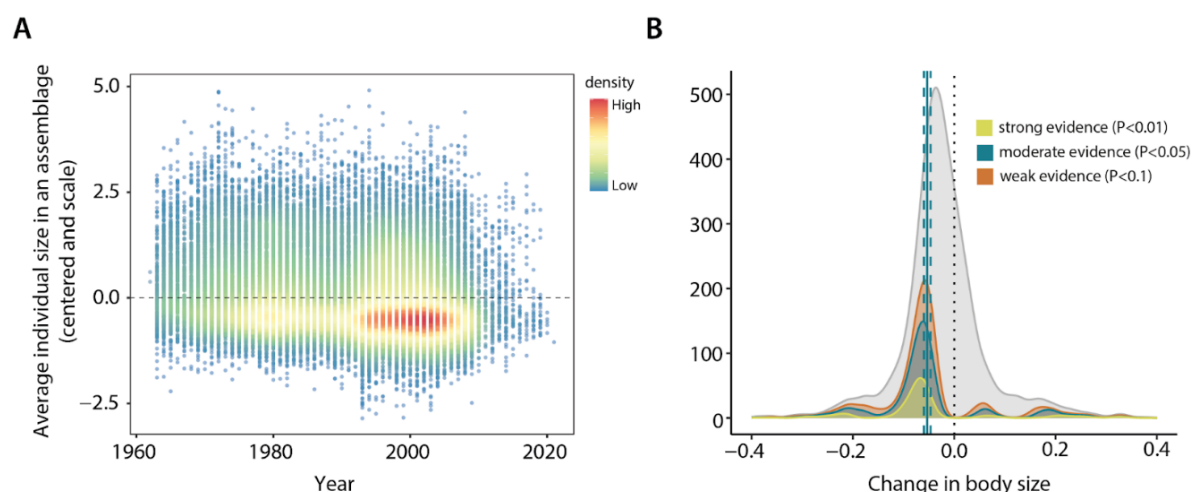 A
Average individual size in an assemblage
(centered and scale)
5.0
2.5
0.0
−2.5
1960
1980
2000
2020
Year
density
High
Low
B
500
400
300
200
100
0
−0.4
−0.2
0.0
0.2
0.4
Change in body size
strong evidence (P<0.01)
moderate evidence (P<0.05)
weak evidence (P<0.1)